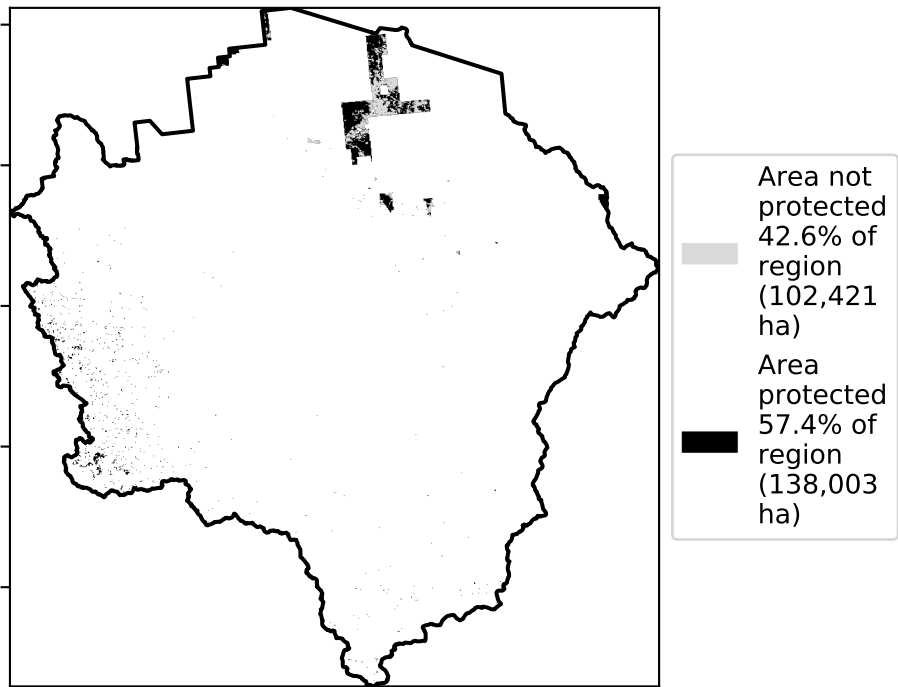 Area not
protected
42.6% of
region
(102,421
ha)
Area
protected
57.4% of
region
(138,003
ha)